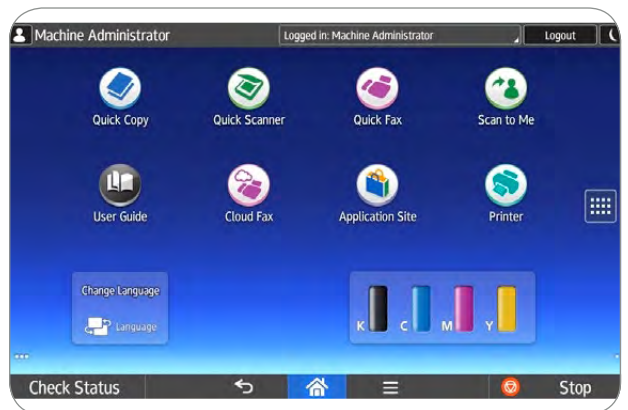 Machine Administrator
Logged in: Machine Administrator
Logout
Quick Copy
Quick Scanner
Quick Fax
Scan to Me
User Guide
Cloud Fax
Application Site
Printer
Change Language
Language
K C M Y
Check Status
Stop